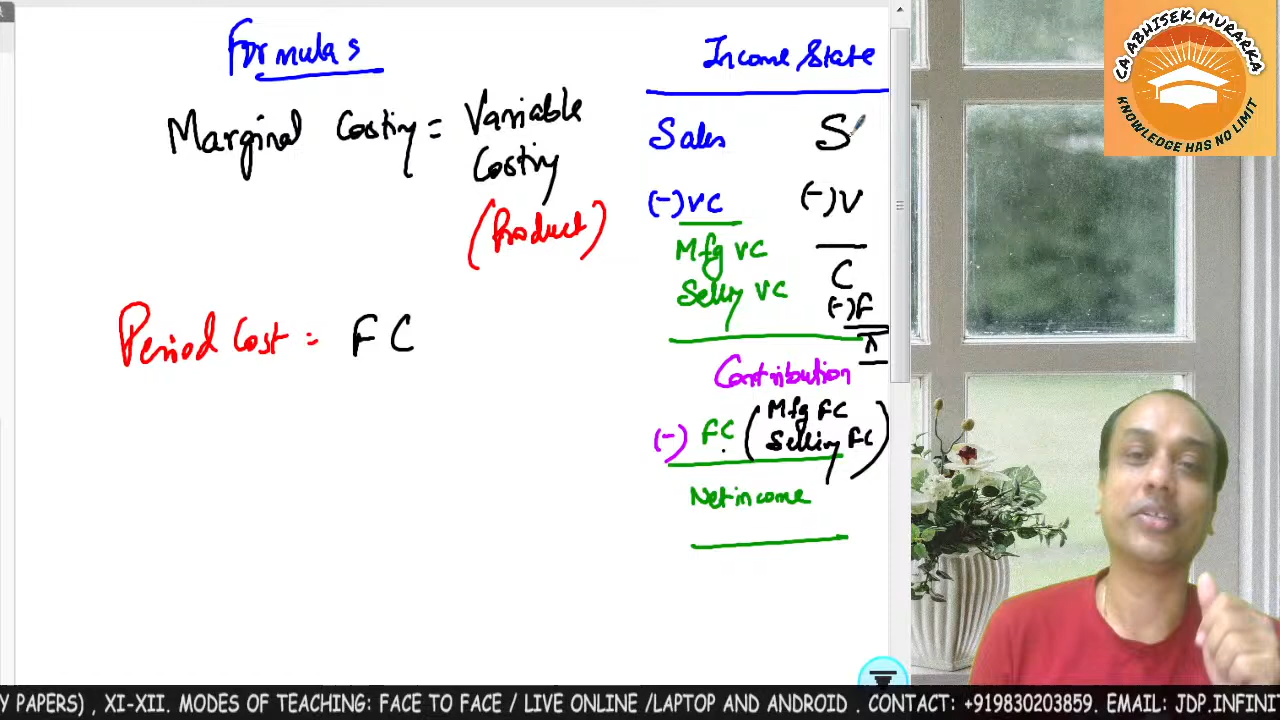 Formulas
Marginal Costing = Variable
Costing
(Product)
Period Cost = FC
Income State
Sales S
(-) VC (-) V
Mfg VC
Selling VC
C
(-) F
π
Contribution
(-) FC (Mfg FC
Selling FC)
Net income
CA ABHISEK MURARKA
KNOWLEDGE HAS NO LIMIT
Y PAPERS) , XI-XII. MODES OF TEACHING: FACE TO FACE / LIVE ONLINE /LAPTOP AND ANDROID . CONTACT: +919830203859. EMAIL: JDP.INFINI